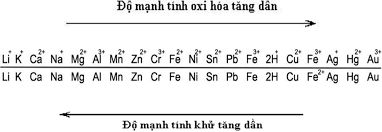 Độ mạnh tính oxi hóa tăng dần
Li⁺ K⁺ Ca²⁺ Na⁺ Mg²⁺ Al³⁺ Mn²⁺ Zn²⁺ Cr³⁺ Fe²⁺ Ni²⁺ Sn²⁺ Pb²⁺ Fe³⁺ 2H⁺ Cu²⁺ Fe³⁺ Ag⁺ Hg²⁺ Au³⁺
Li K Ca Na Mg Al Mn Zn Cr Fe Ni Sn Pb Fe 2H Cu Fe²⁺ Ag Hg Au
Độ mạnh tính khử tăng dần